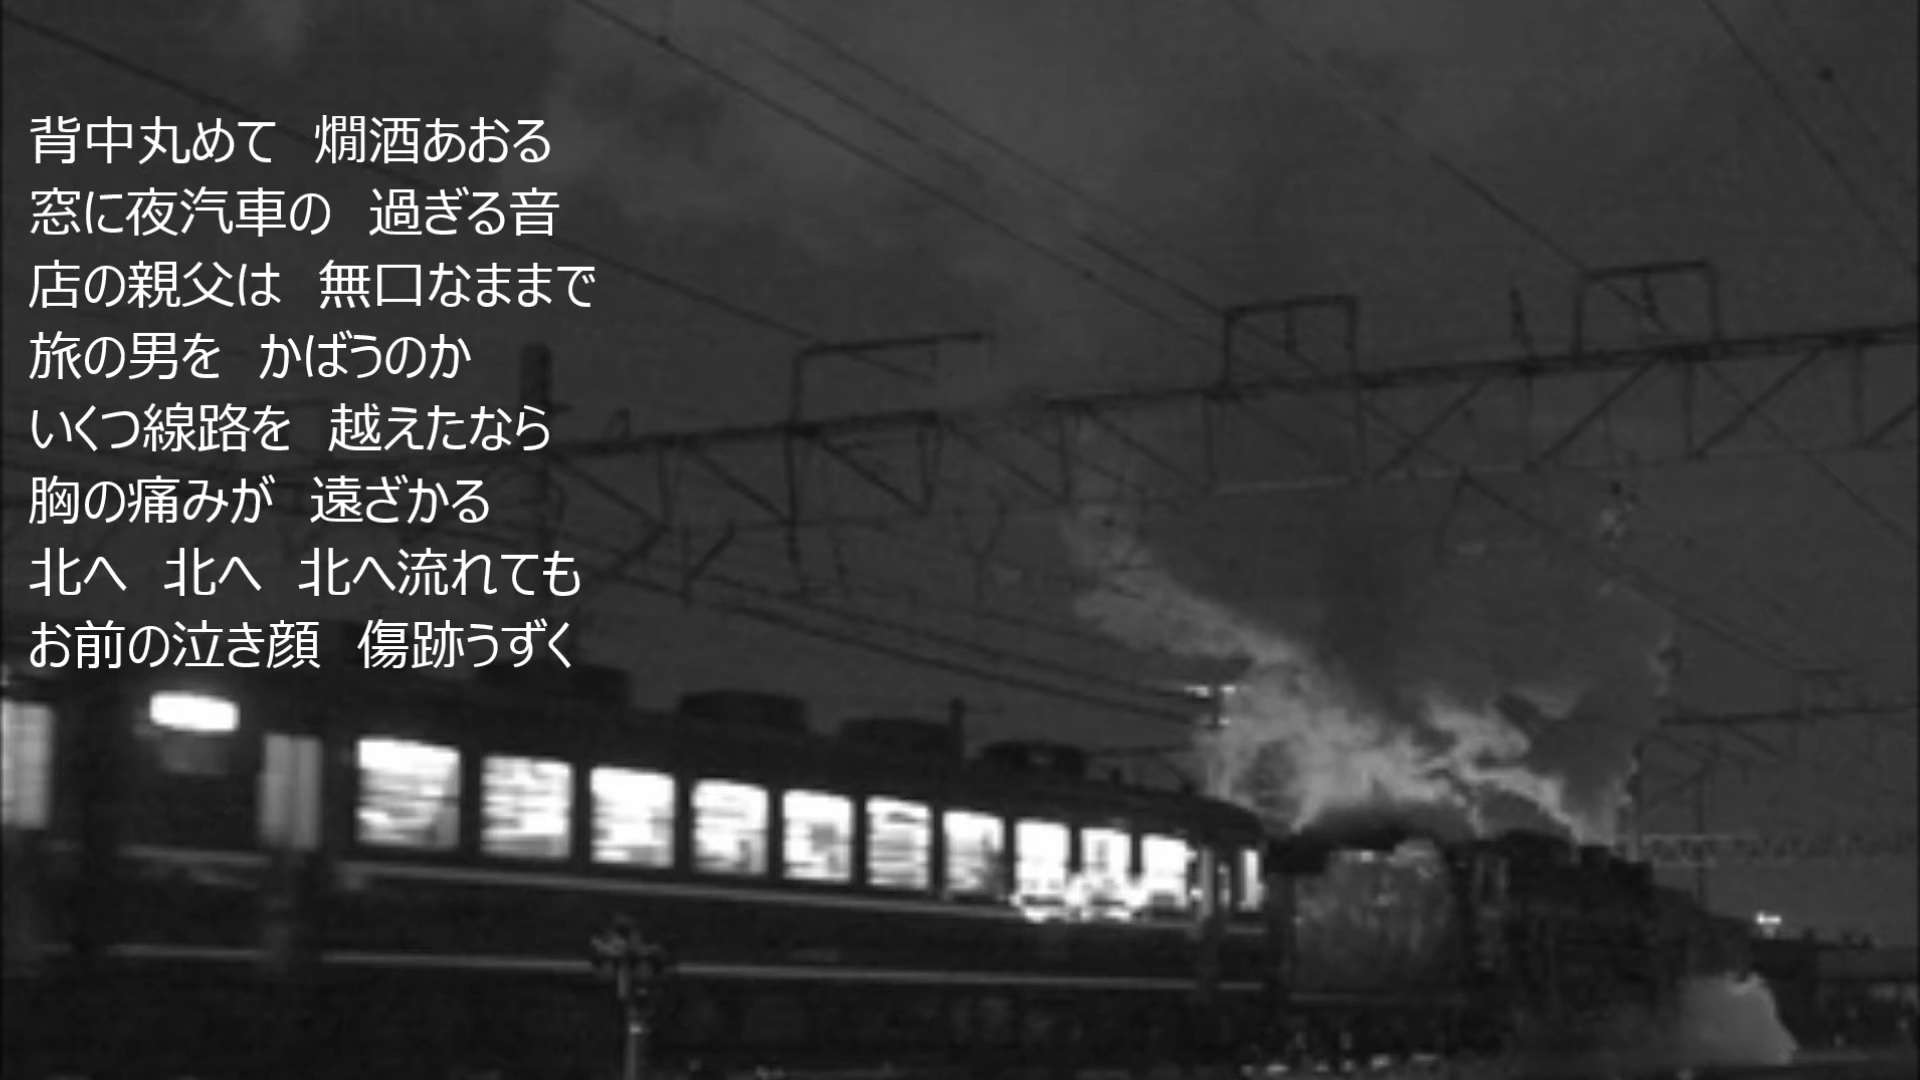 背中丸めて　燗酒あおる
窓に夜汽車の　過ぎる音
店の親父は　無口なままで
旅の男を　かばうのか
いくつ線路を　越えたなら
胸の痛みが　遠ざかる
北へ　北へ　北へ流れても
お前の泣き顔　傷跡うずく